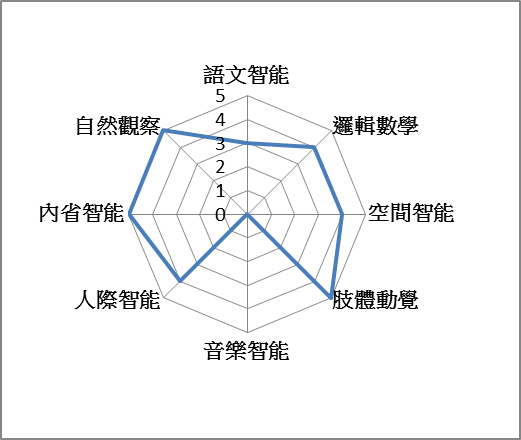 語文智能
5
自然觀察
邏輯數學
4
3
2
1
內省智能
0
空間智能
人際智能
肢體動覺
音樂智能